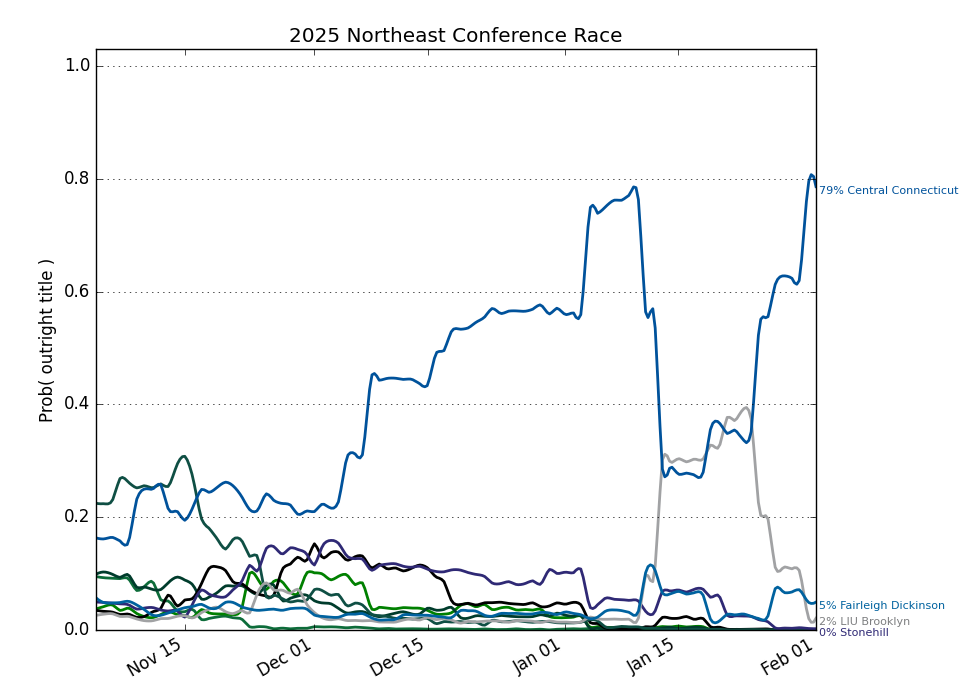 2025 Northeast Conference Race
1.0
0.8
0.6
0.4
0.2
0.0
Prob( outright title )
79% Central Connecticut
5% Fairleigh Dickinson
2% LIU Brooklyn
0% Stonehill
Nov 15
Dec 01
Dec 15
Jan 01
Jan 15
Feb 01